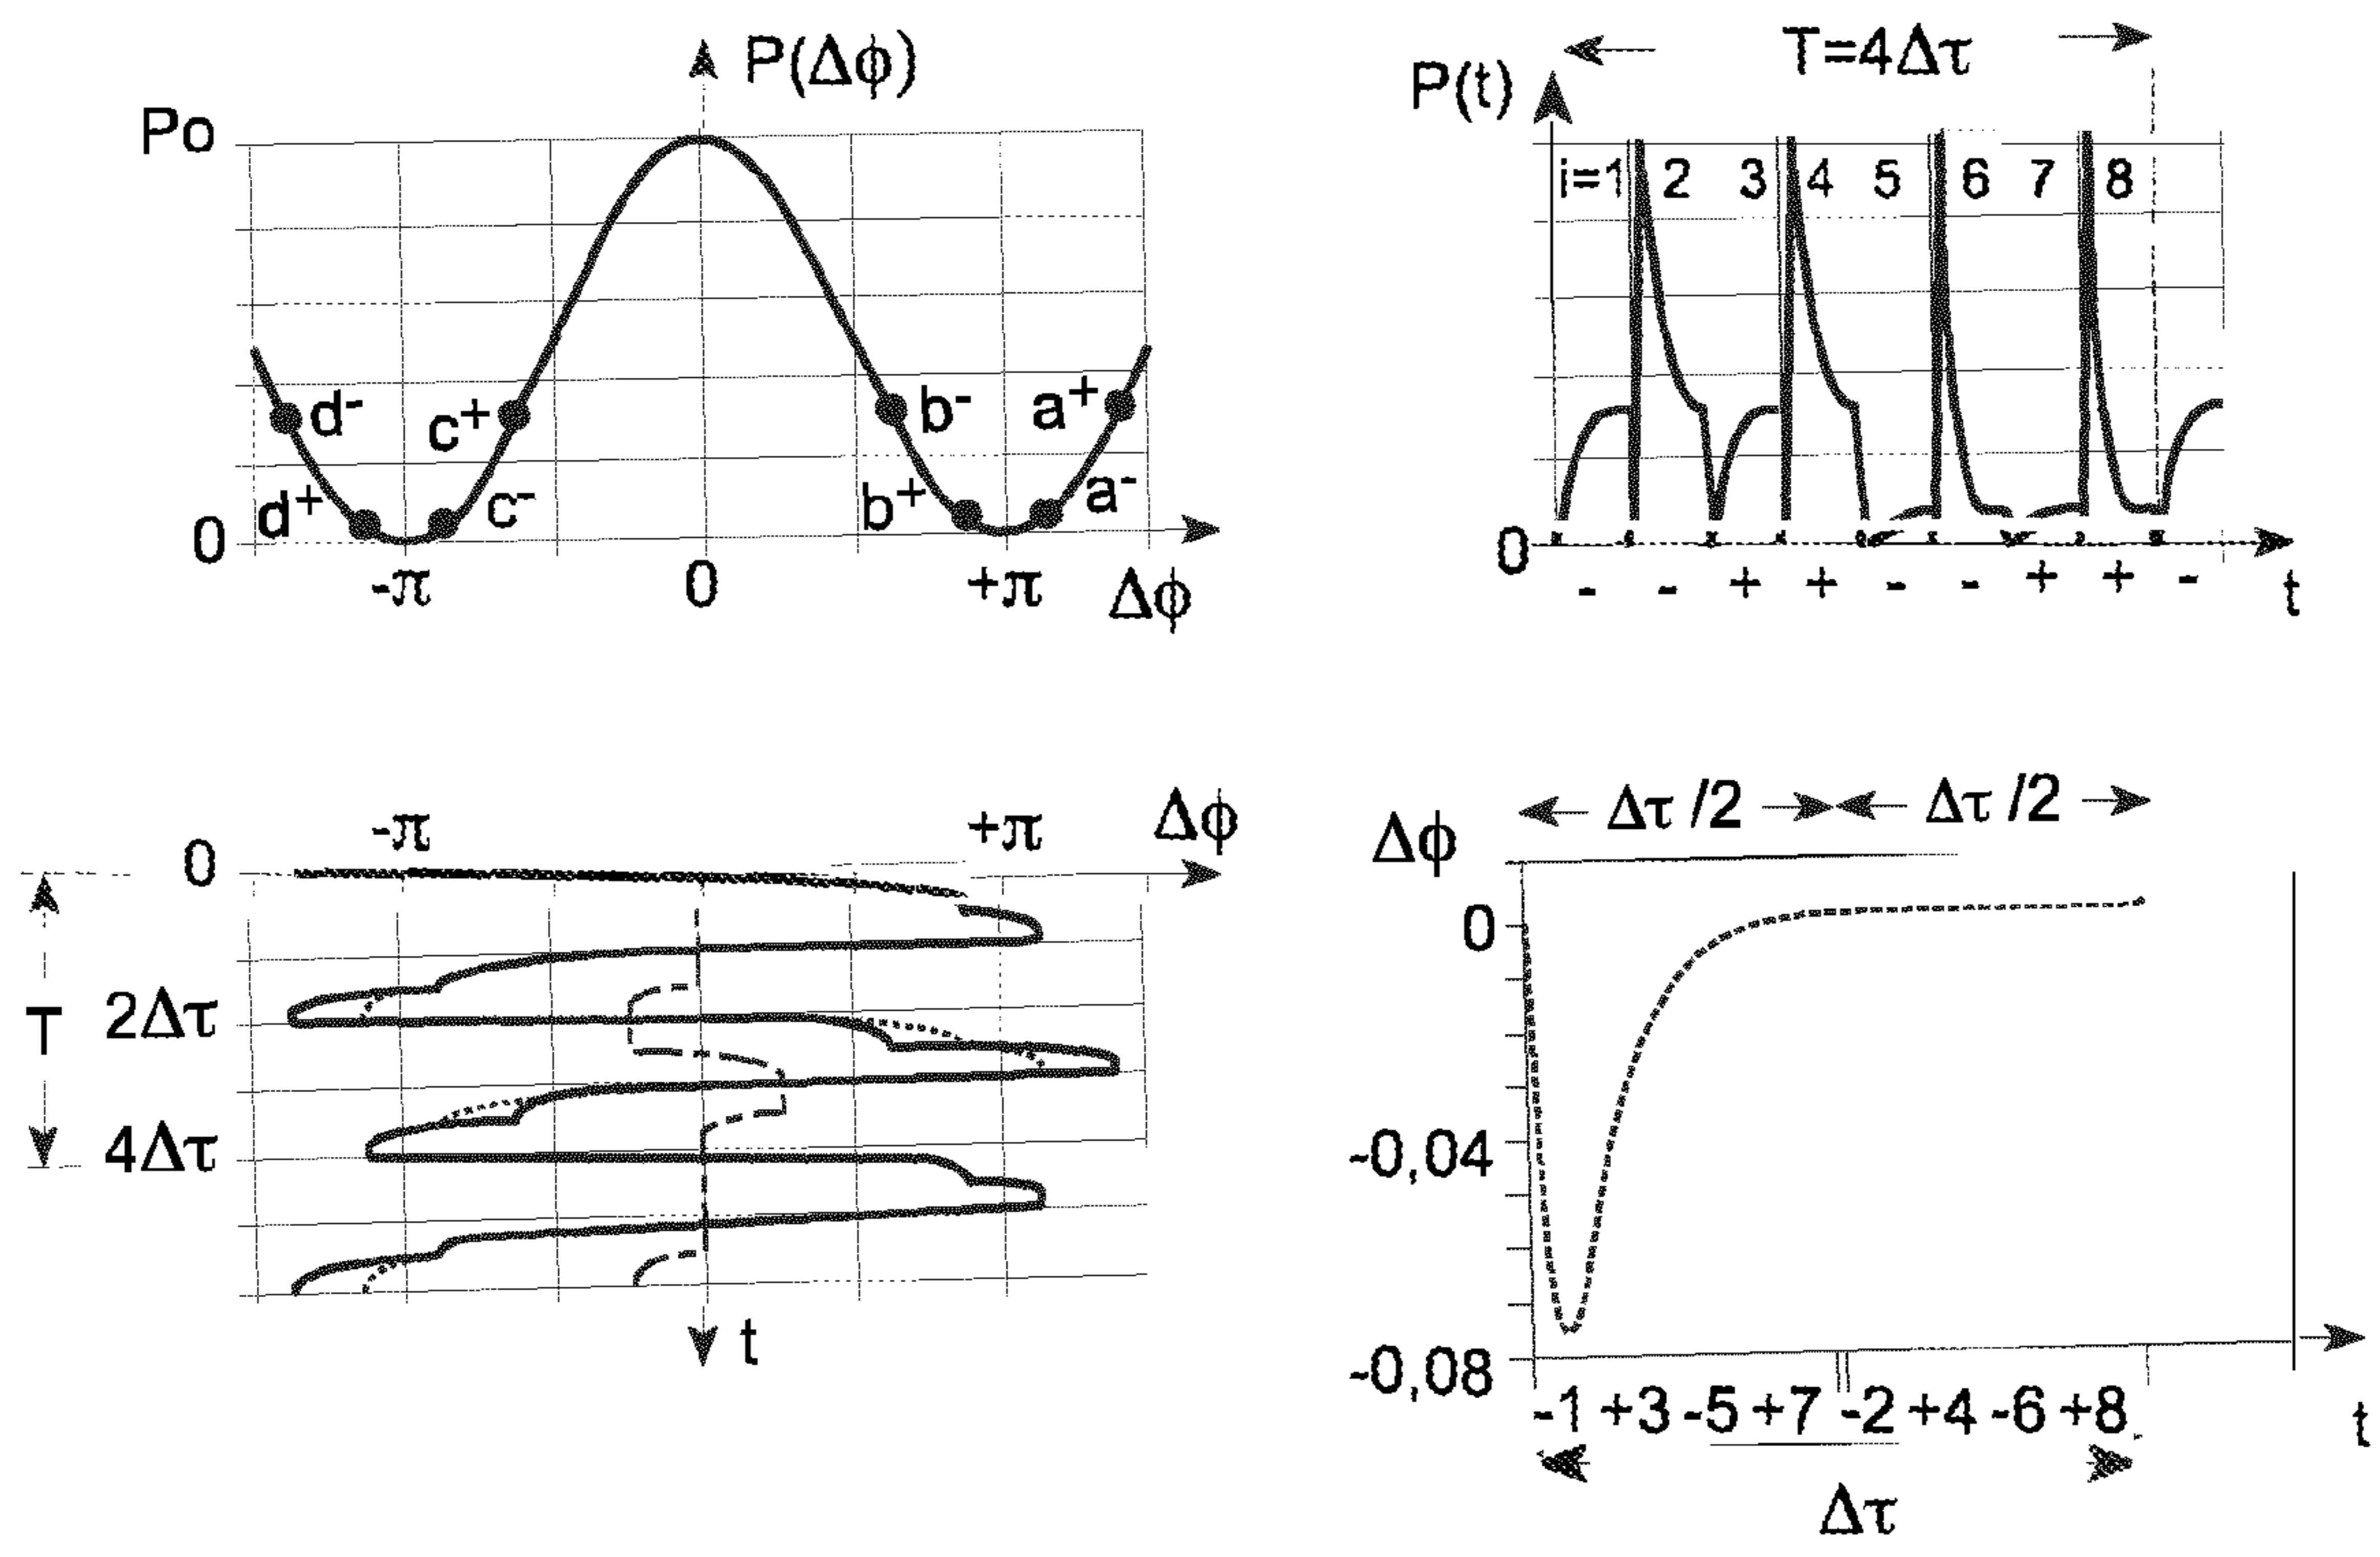 P(Δϕ)
Po
d⁻ c⁺ b⁻ a⁺
d⁺ c⁻ b⁺ a⁻
0
-π 0 +π Δϕ
T=4Δτ
P(t)
i=1 2 3 4 5 6 7 8
0
- - + + - - + + -
t
-π +π Δϕ
0
T 2Δτ
4Δτ
t
Δτ/2 Δτ/2
Δϕ
0
-0,04
-0,08
-1 +3 -5 +7 -2 +4 -6 +8
t
Δτ